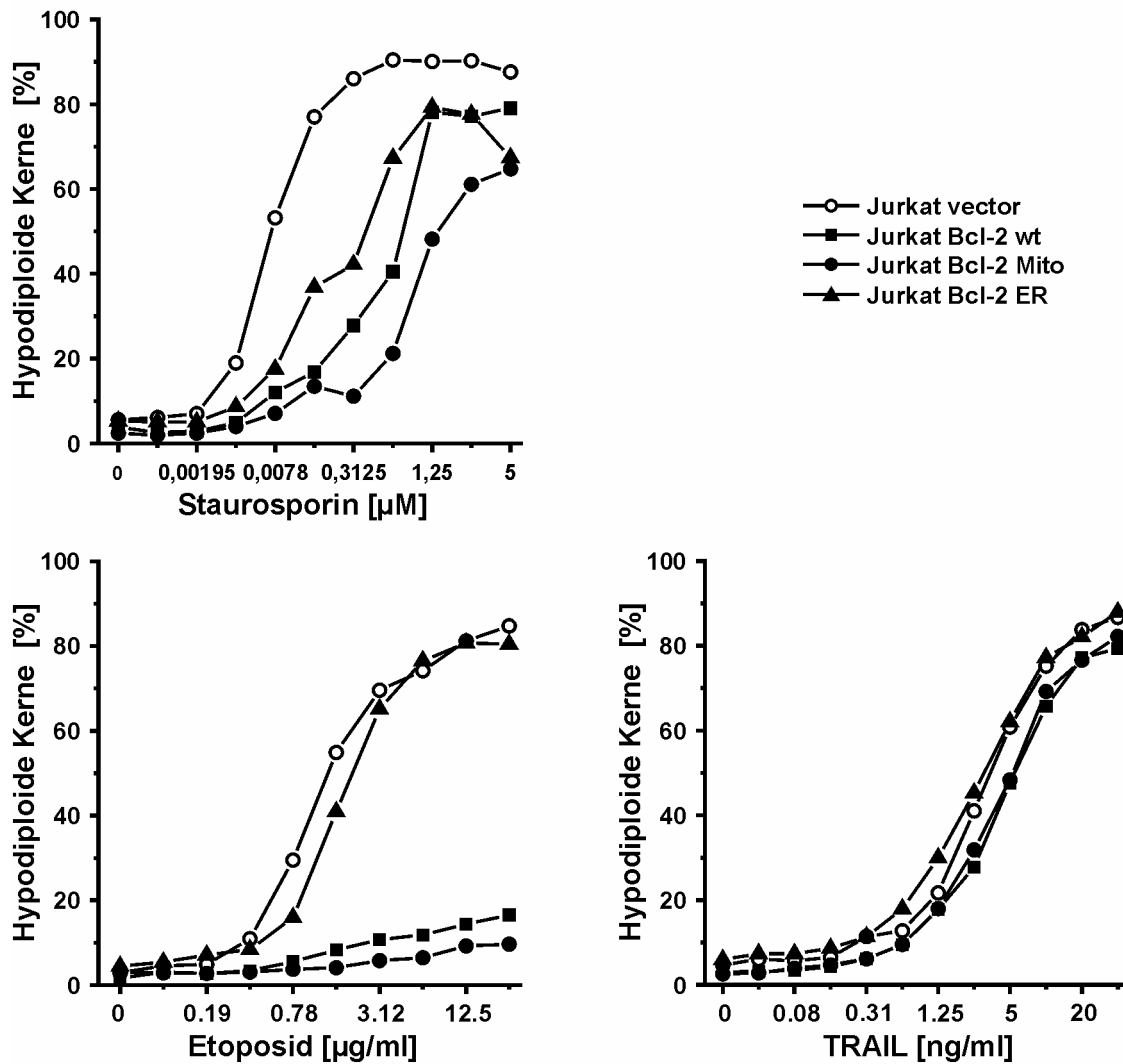 Hypodiploide Kerne [%]
100
80
60
40
20
0
0 0,00195 0,0078 0,3125 1,25 5
Staurosporin [µM]
Jurkat vector
Jurkat Bcl-2 wt
Jurkat Bcl-2 Mito
Jurkat Bcl-2 ER
Hypodiploide Kerne [%]
100
80
60
40
20
0
0 0.19 0.78 3.12 12.5
Etoposid [µg/ml]
Hypodiploide Kerne [%]
100
80
60
40
20
0
0 0.08 0.31 1.25 5 20
TRAIL [ng/ml]